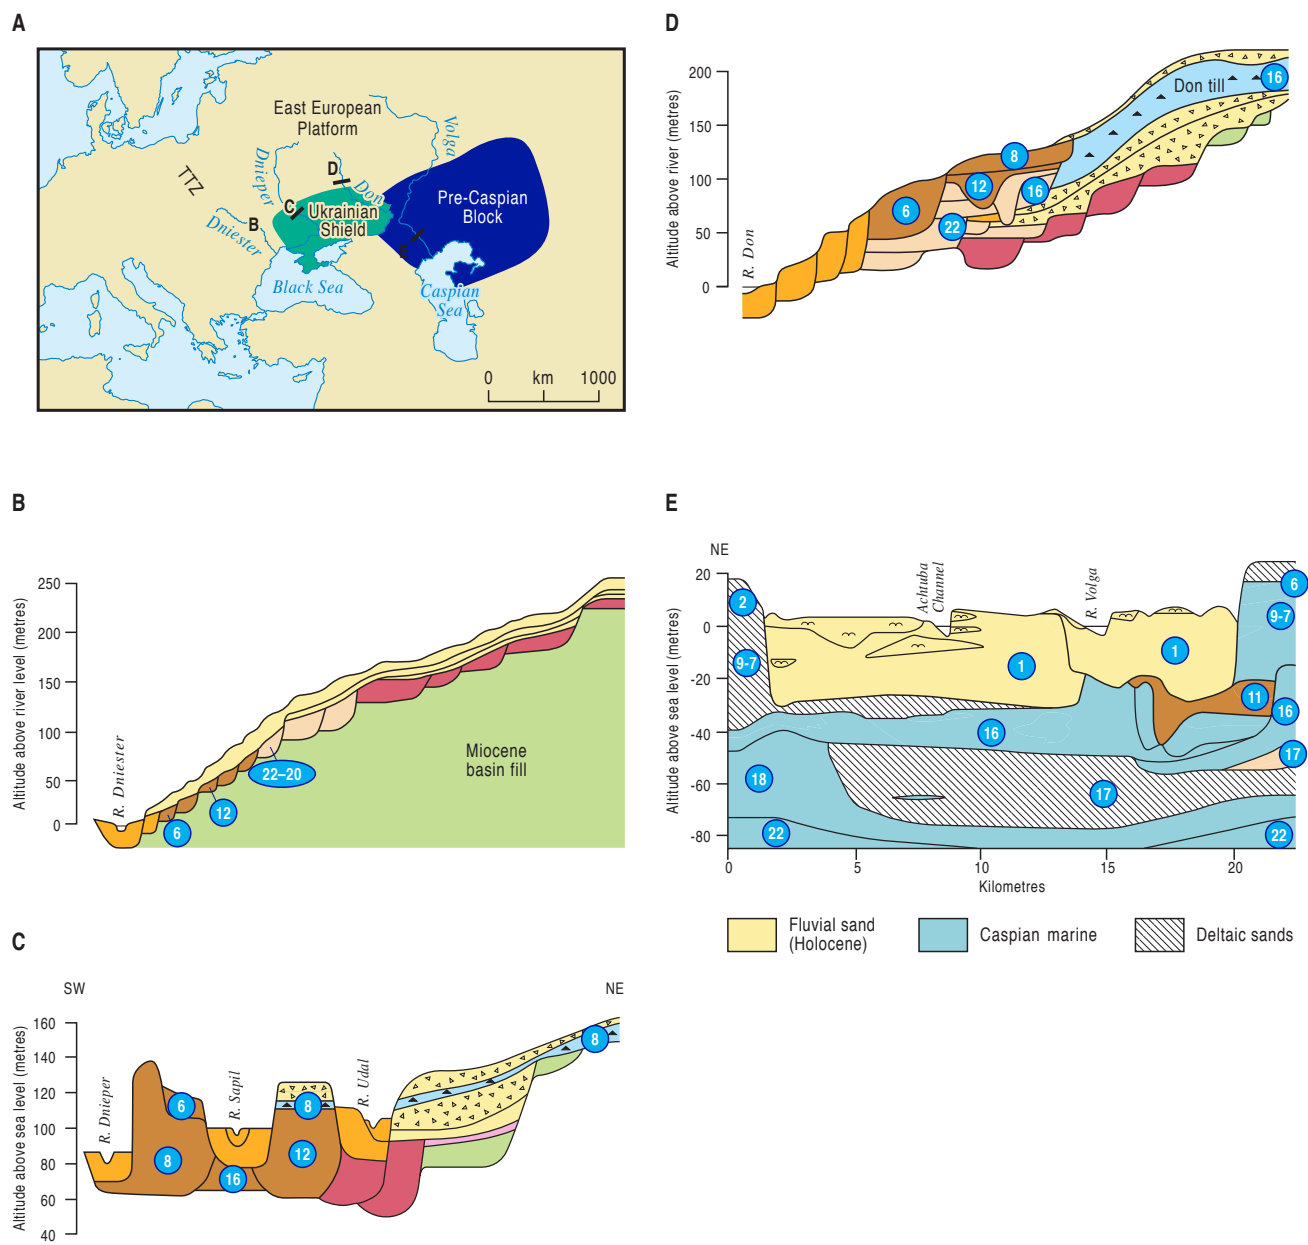 A
East European
Platform
TTZ
Dnieper
Volga
D
Don
C
B
Dniester
Ukrainian
Shield
Pre-Caspian
Block
E
Black Sea
Caspian
Sea
0 km 1000
B
Altitude above river level (metres)
250
200
150
100
50
0
R. Dniester
22–20
12
6
Miocene
basin fill
C
SW
NE
Altitude above sea level (metres)
160
140
120
100
80
60
40
R. Dnieper
R. Sapil
R. Udal
6
8
16
8
12
8
D
Altitude above river (metres)
200
150
100
50
0
R. Don
Don till
16
8
12
16
6
22
E
NE
Altitude above sea level (metres)
20
0
-20
-40
-60
-80
Achtuba
Channel
R. Volga
2
9-7
1
1
6
9-7
11
16
16
17
18
17
22
22
0 5 10 15 20
Kilometres
Fluvial sand
(Holocene)
Caspian marine
Deltaic sands